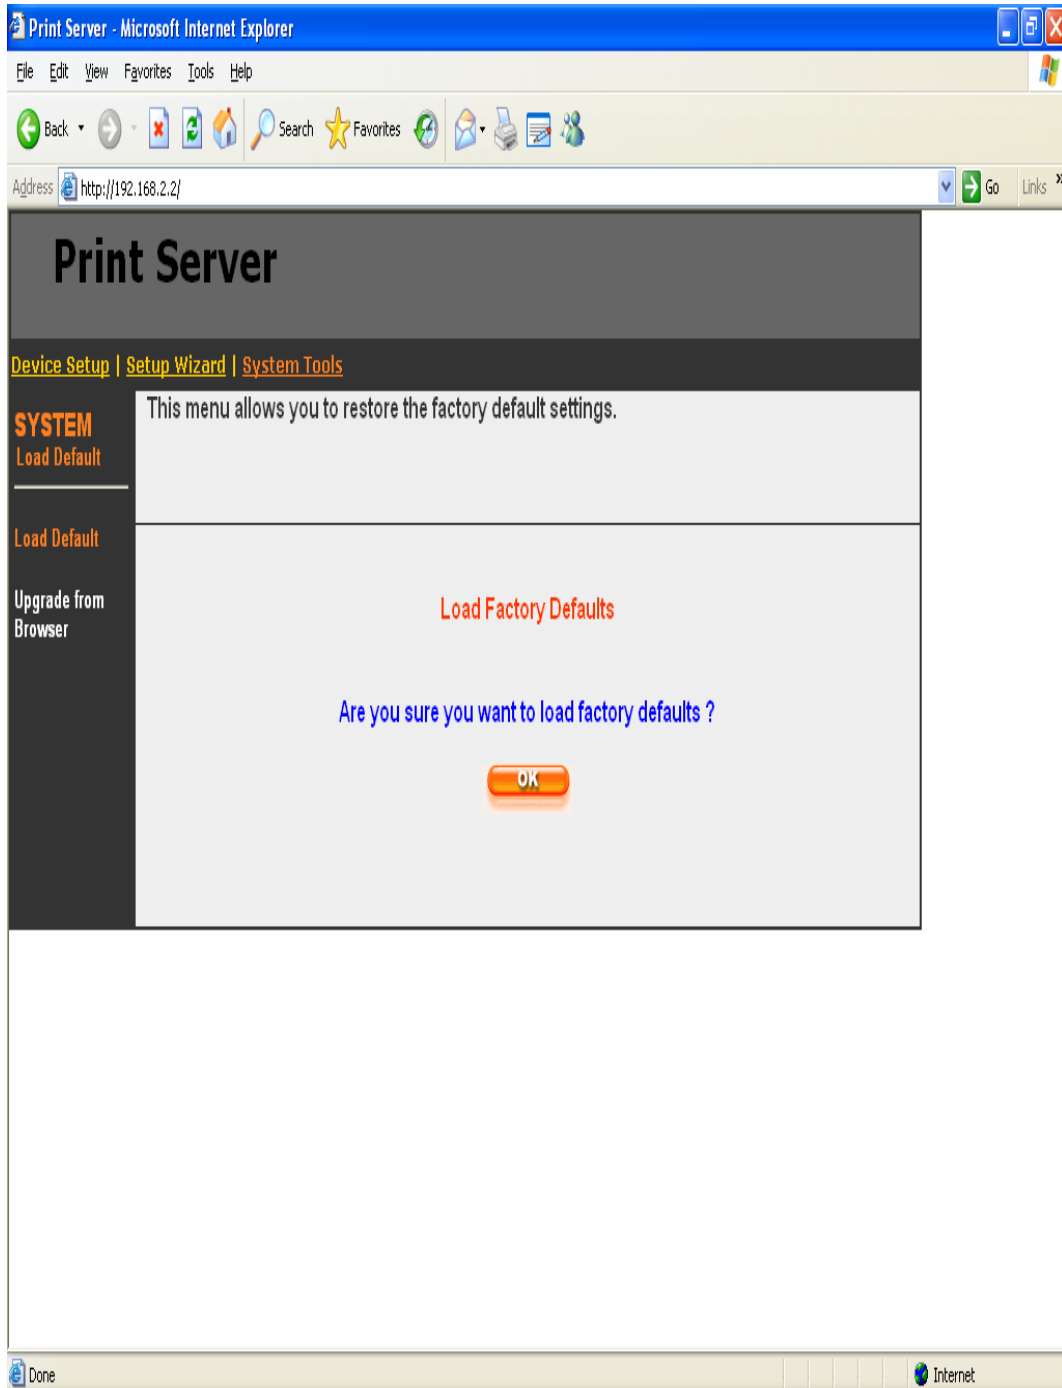 Print Server - Microsoft Internet Explorer
File Edit View Favorites Tools Help
Back Search Favorites
Address http://192.168.2.2/ Go Links »
Print Server
Device Setup | Setup Wizard | System Tools
SYSTEM
Load Default
This menu allows you to restore the factory default settings.
Load Default
Upgrade from
Browser
Load Factory Defaults
Are you sure you want to load factory defaults ?
OK
Done Internet